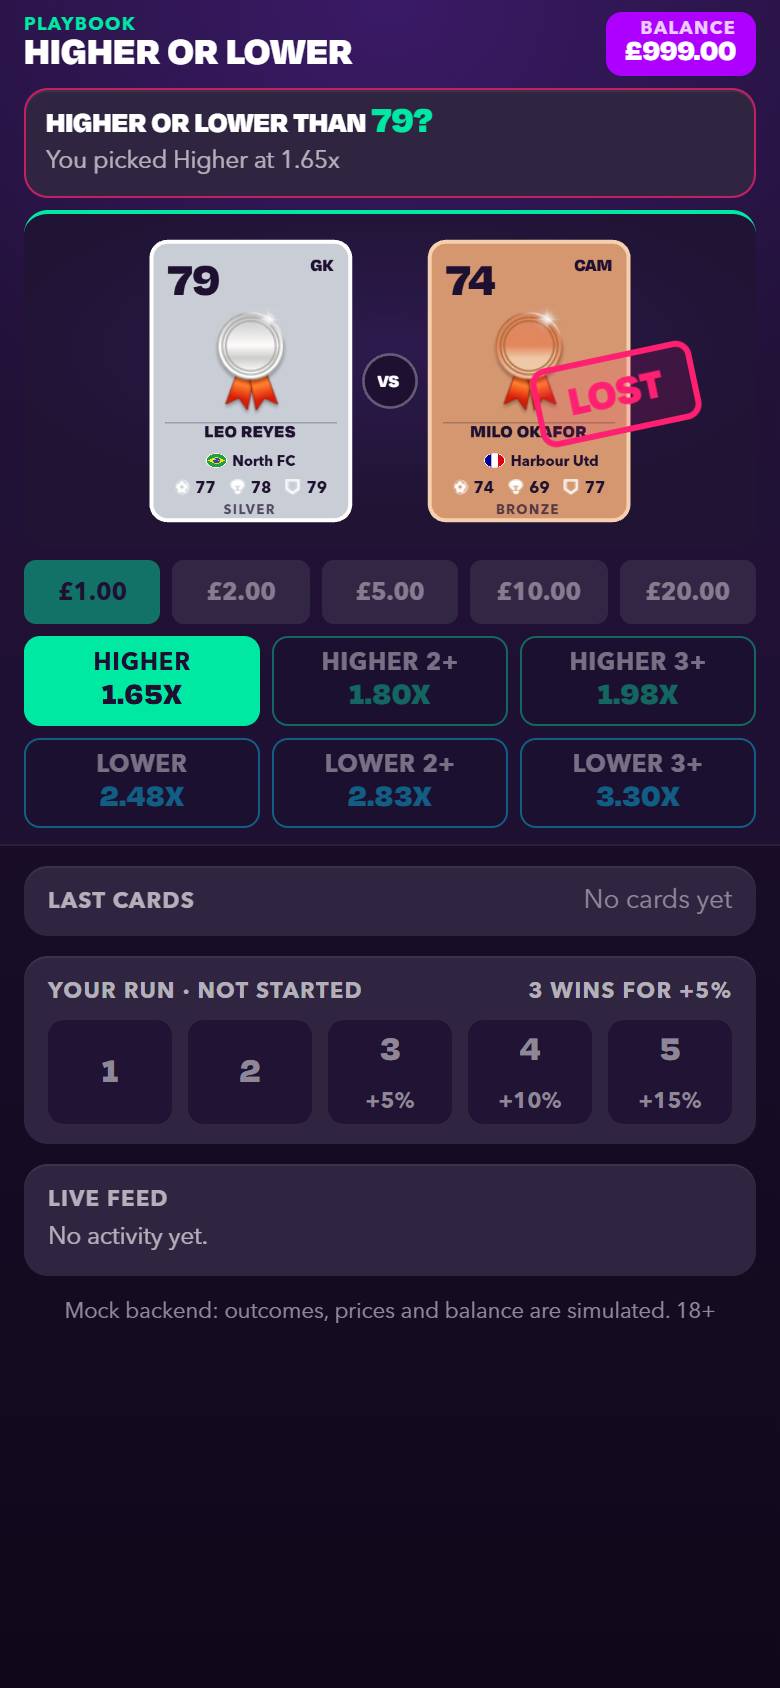 PLAYBOOK
HIGHER OR LOWER
BALANCE
£999.00
HIGHER OR LOWER THAN 79?
You picked Higher at 1.65x
79
GK
LEO REYES
North FC
77 78 79
SILVER
VS
74
CAM
MILO OKAFOR
Harbour Utd
74 69 77
BRONZE
LOST
£1.00
£2.00
£5.00
£10.00
£20.00
HIGHER
1.65X
HIGHER 2+
1.80X
HIGHER 3+
1.98X
LOWER
2.48X
LOWER 2+
2.83X
LOWER 3+
3.30X
LAST CARDS
No cards yet
YOUR RUN · NOT STARTED
3 WINS FOR +5%
1
2
3
+5%
4
+10%
5
+15%
LIVE FEED
No activity yet.
Mock backend: outcomes, prices and balance are simulated. 18+